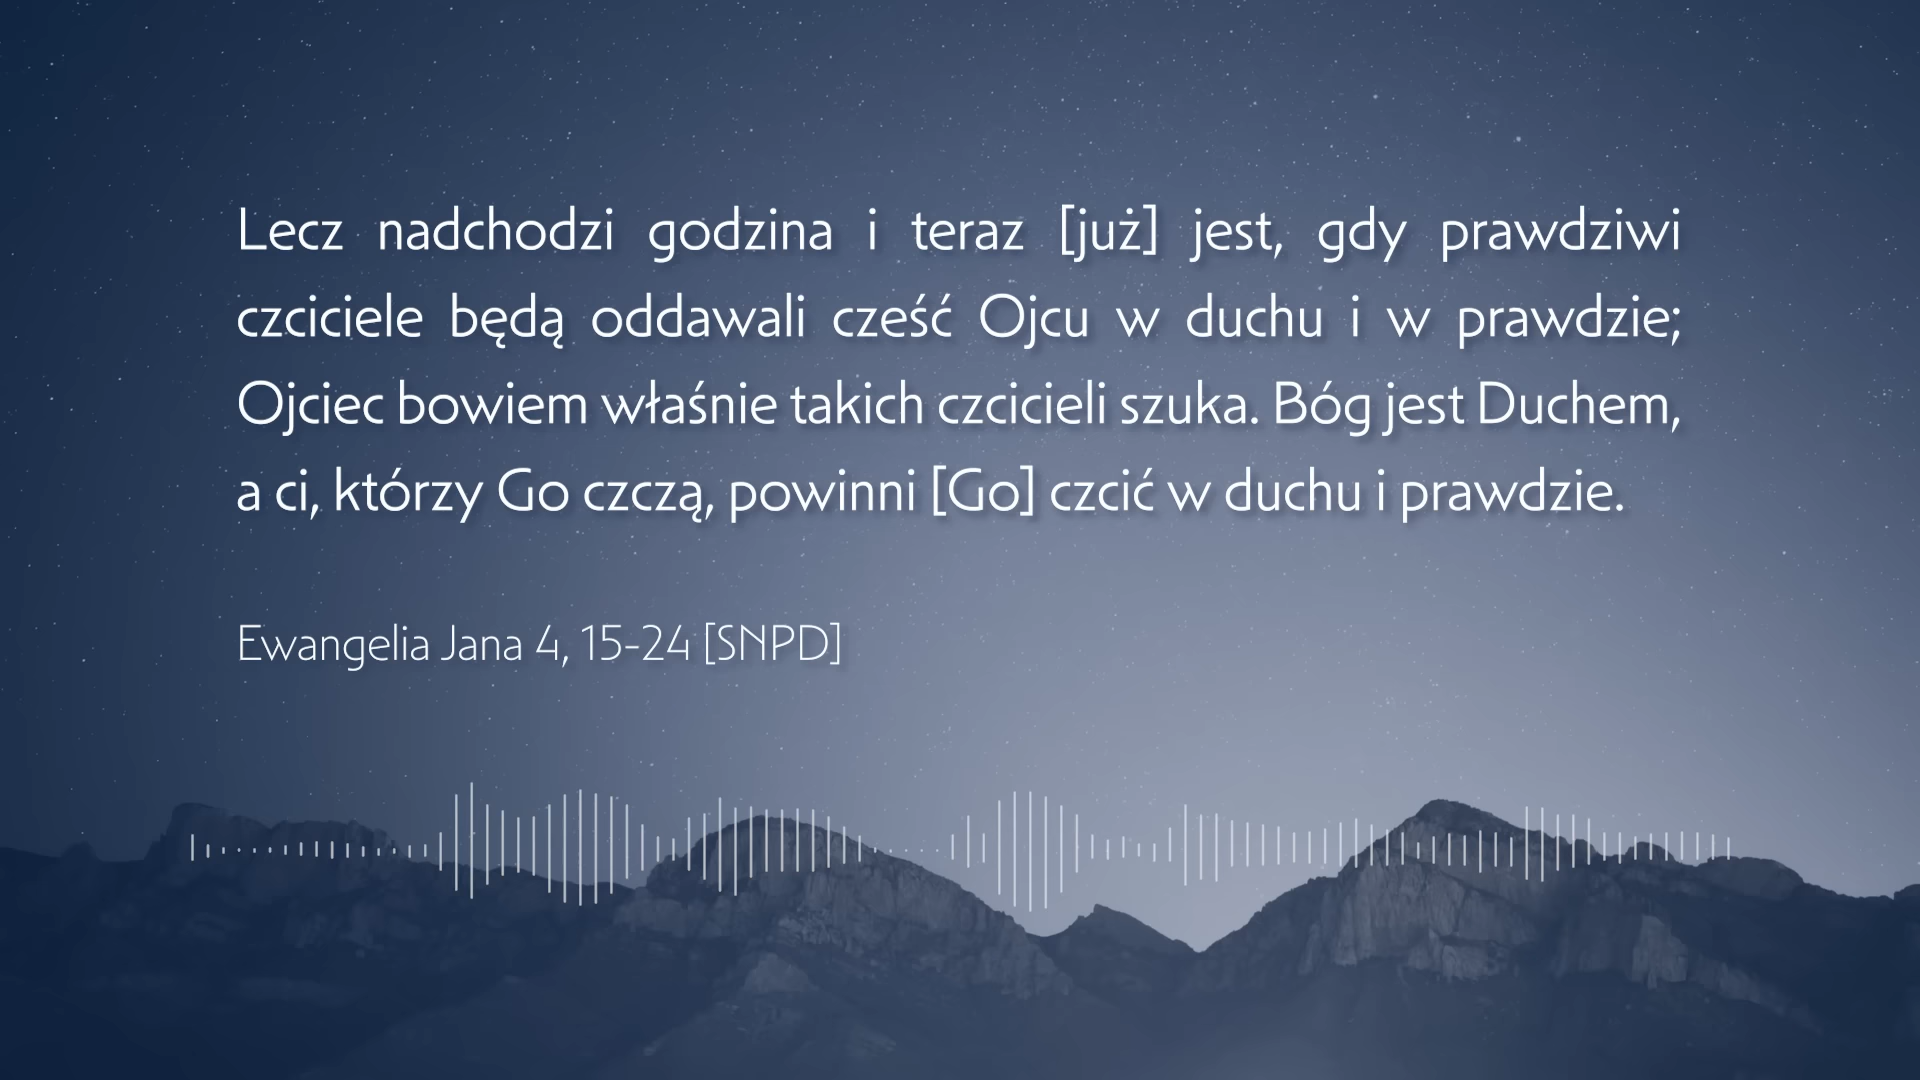 Lecz nadchodzi godzina i teraz [już] jest, gdy prawdziwi
czciciele będą oddawali cześć Ojcu w duchu i w prawdzie;
Ojciec bowiem właśnie takich czcicieli szuka. Bóg jest Duchem,
a ci, którzy Go czczą, powinni [Go] czcić w duchu i prawdzie.
Ewangelia Jana 4, 15-24 [SNPD]